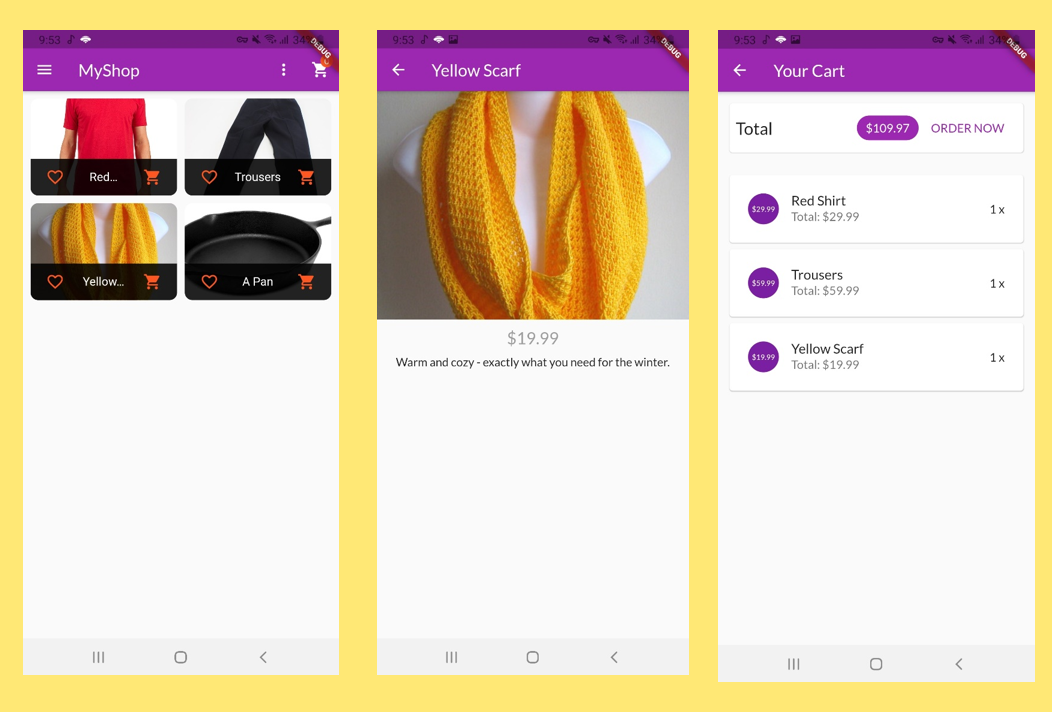 9:53
34%
DEBUG
MyShop
Red...
Trousers
Yellow...
A Pan
9:53
34%
DEBUG
Yellow Scarf
$19.99
Warm and cozy - exactly what you need for the winter.
9:53
34%
DEBUG
Your Cart
Total
$109.97
ORDER NOW
$29.99
Red Shirt
Total: $29.99
1 x
$59.99
Trousers
Total: $59.99
1 x
$19.99
Yellow Scarf
Total: $19.99
1 x